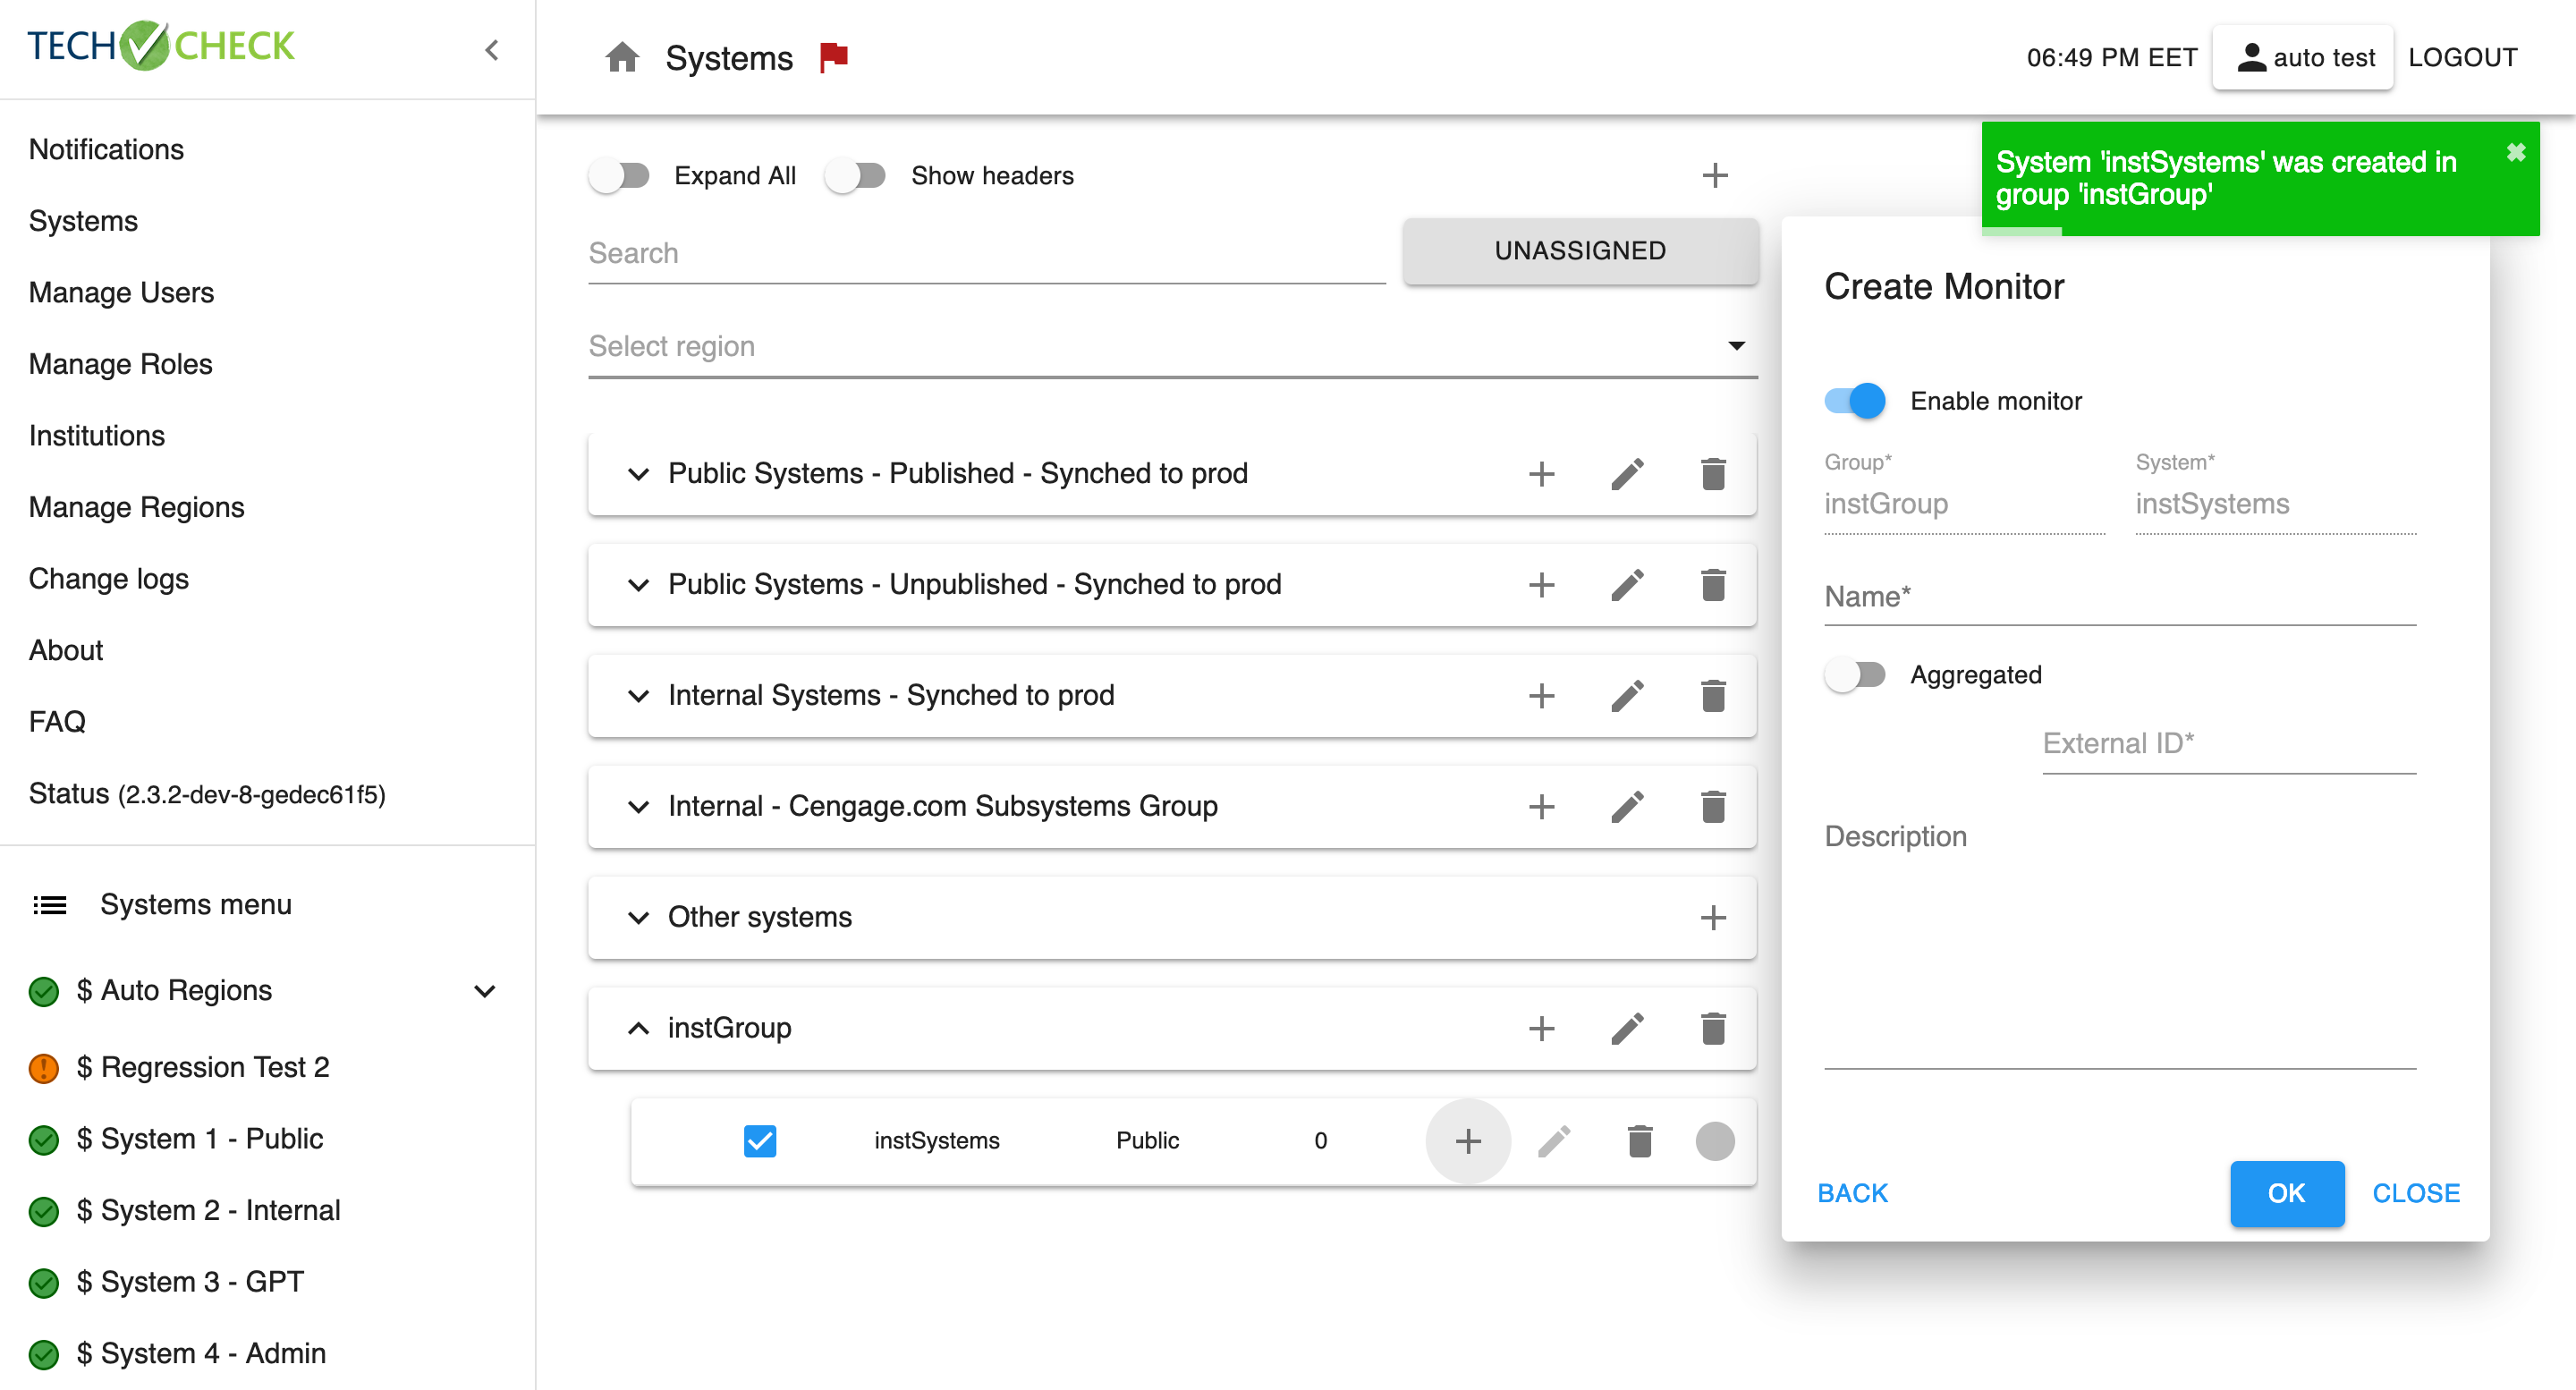 TECH CHECK
Notifications
Systems
Manage Users
Manage Roles
Institutions
Manage Regions
Change logs
About
FAQ
Status (2.3.2-dev-8-gedec61f5)
Systems menu
$ Auto Regions
$ Regression Test 2
$ System 1 - Public
$ System 2 - Internal
$ System 3 - GPT
$ System 4 - Admin
Systems
06:49 PM EET
auto test
LOGOUT
Expand All
Show headers
Search
UNASSIGNED
Select region
Public Systems - Published - Synched to prod
Public Systems - Unpublished - Synched to prod
Internal Systems - Synched to prod
Internal - Cengage.com Subsystems Group
Other systems
instGroup
instSystems Public 0
System 'instSystems' was created in
group 'instGroup'
Create Monitor
Enable monitor
Group* System*
instGroup instSystems
Name*
Aggregated
External ID*
Description
BACK OK CLOSE